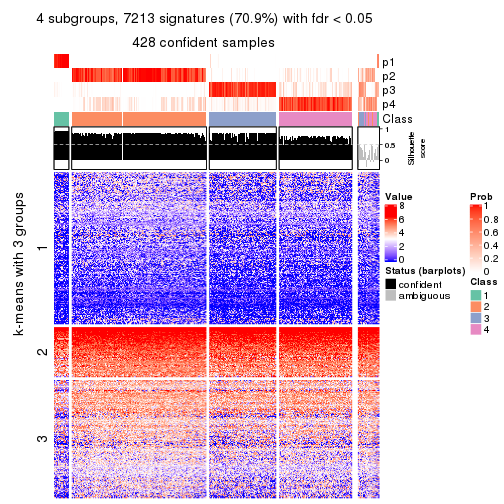 4 subgroups, 7213 signatures (70.9%) with fdr < 0.05
428 confident samples
p1
p2
p3
p4
Class
1
0.5
0
Silhouette
score
k-means with 3 groups
1
2
3
Value
8
6
4
2
0
Status (barplots)
confident
ambiguous
Prob
1
0.8
0.6
0.4
0.2
0
Class
1
2
3
4